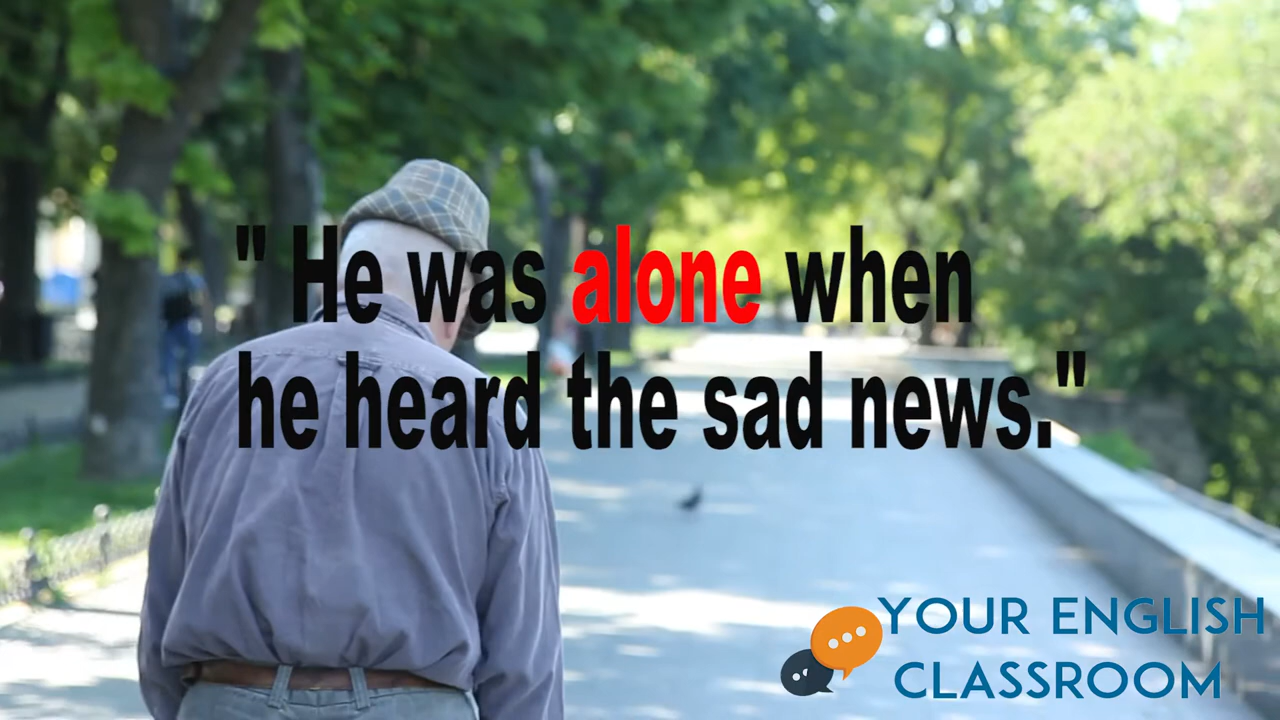 " He was alone when
he heard the sad news."
YOUR ENGLISH
CLASSROOM